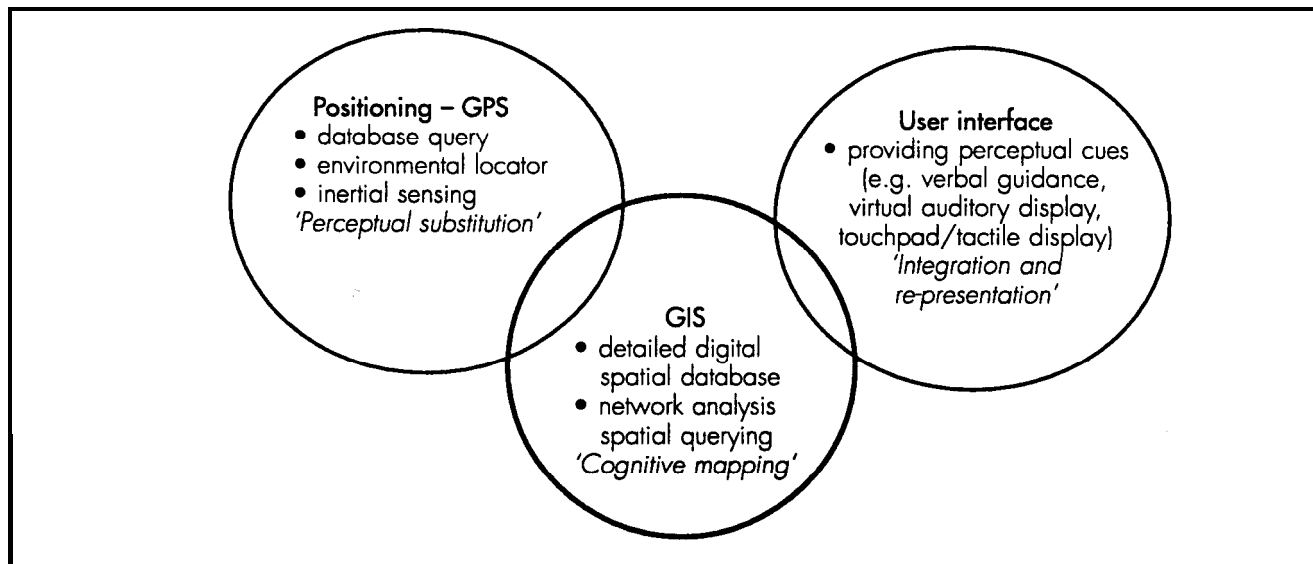 Positioning – GPS
• database query
• environmental locator
• inertial sensing
'Perceptual substitution'
User interface
• providing perceptual cues
(e.g. verbal guidance,
virtual auditory display,
touchpad/tactile display)
'Integration and
re-presentation'
GIS
• detailed digital
spatial database
• network analysis
spatial querying
'Cognitive mapping'